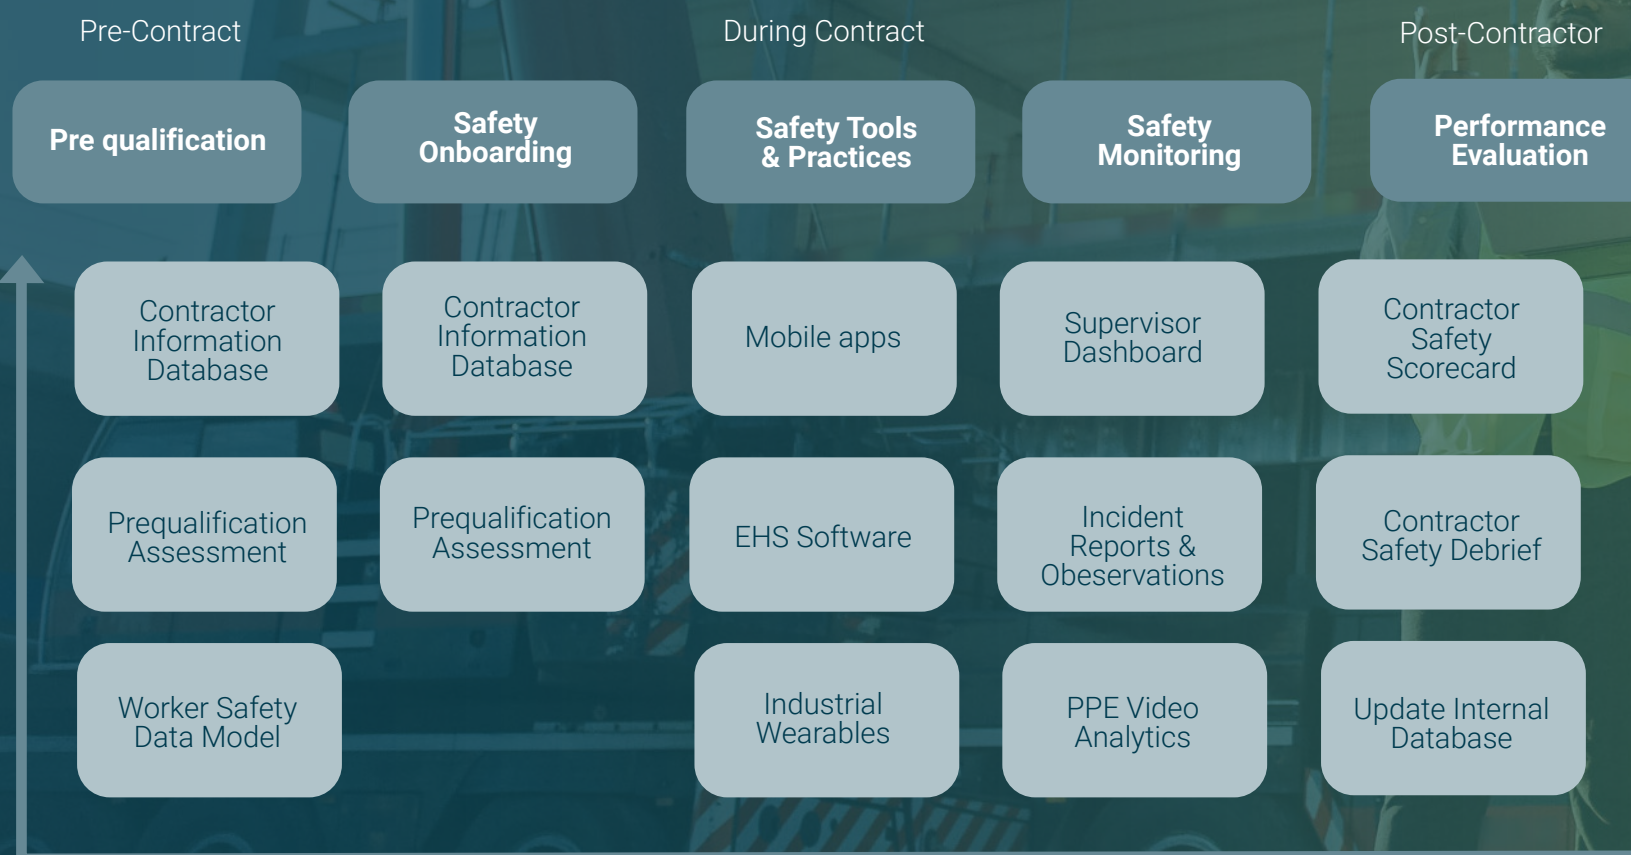 Pre-Contract
During Contract
Post-Contractor
Pre qualification
Safety
Onboarding
Safety Tools
& Practices
Safety
Monitoring
Performance
Evaluation
Contractor
Information
Database
Contractor
Information
Database
Mobile apps
Supervisor
Dashboard
Contractor
Safety
Scorecard
Prequalification
Assessment
Prequalification
Assessment
EHS Software
Incident
Reports &
Obeservations
Contractor
Safety Debrief
Worker Safety
Data Model
Industrial
Wearables
PPE Video
Analytics
Update Internal
Database